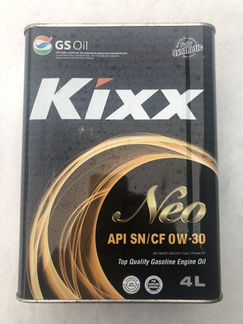 GS Oil
Synthetic
Kixx
Neo
API SN/CF 0W-30
Top Quality Gasoline Engine Oil
4L